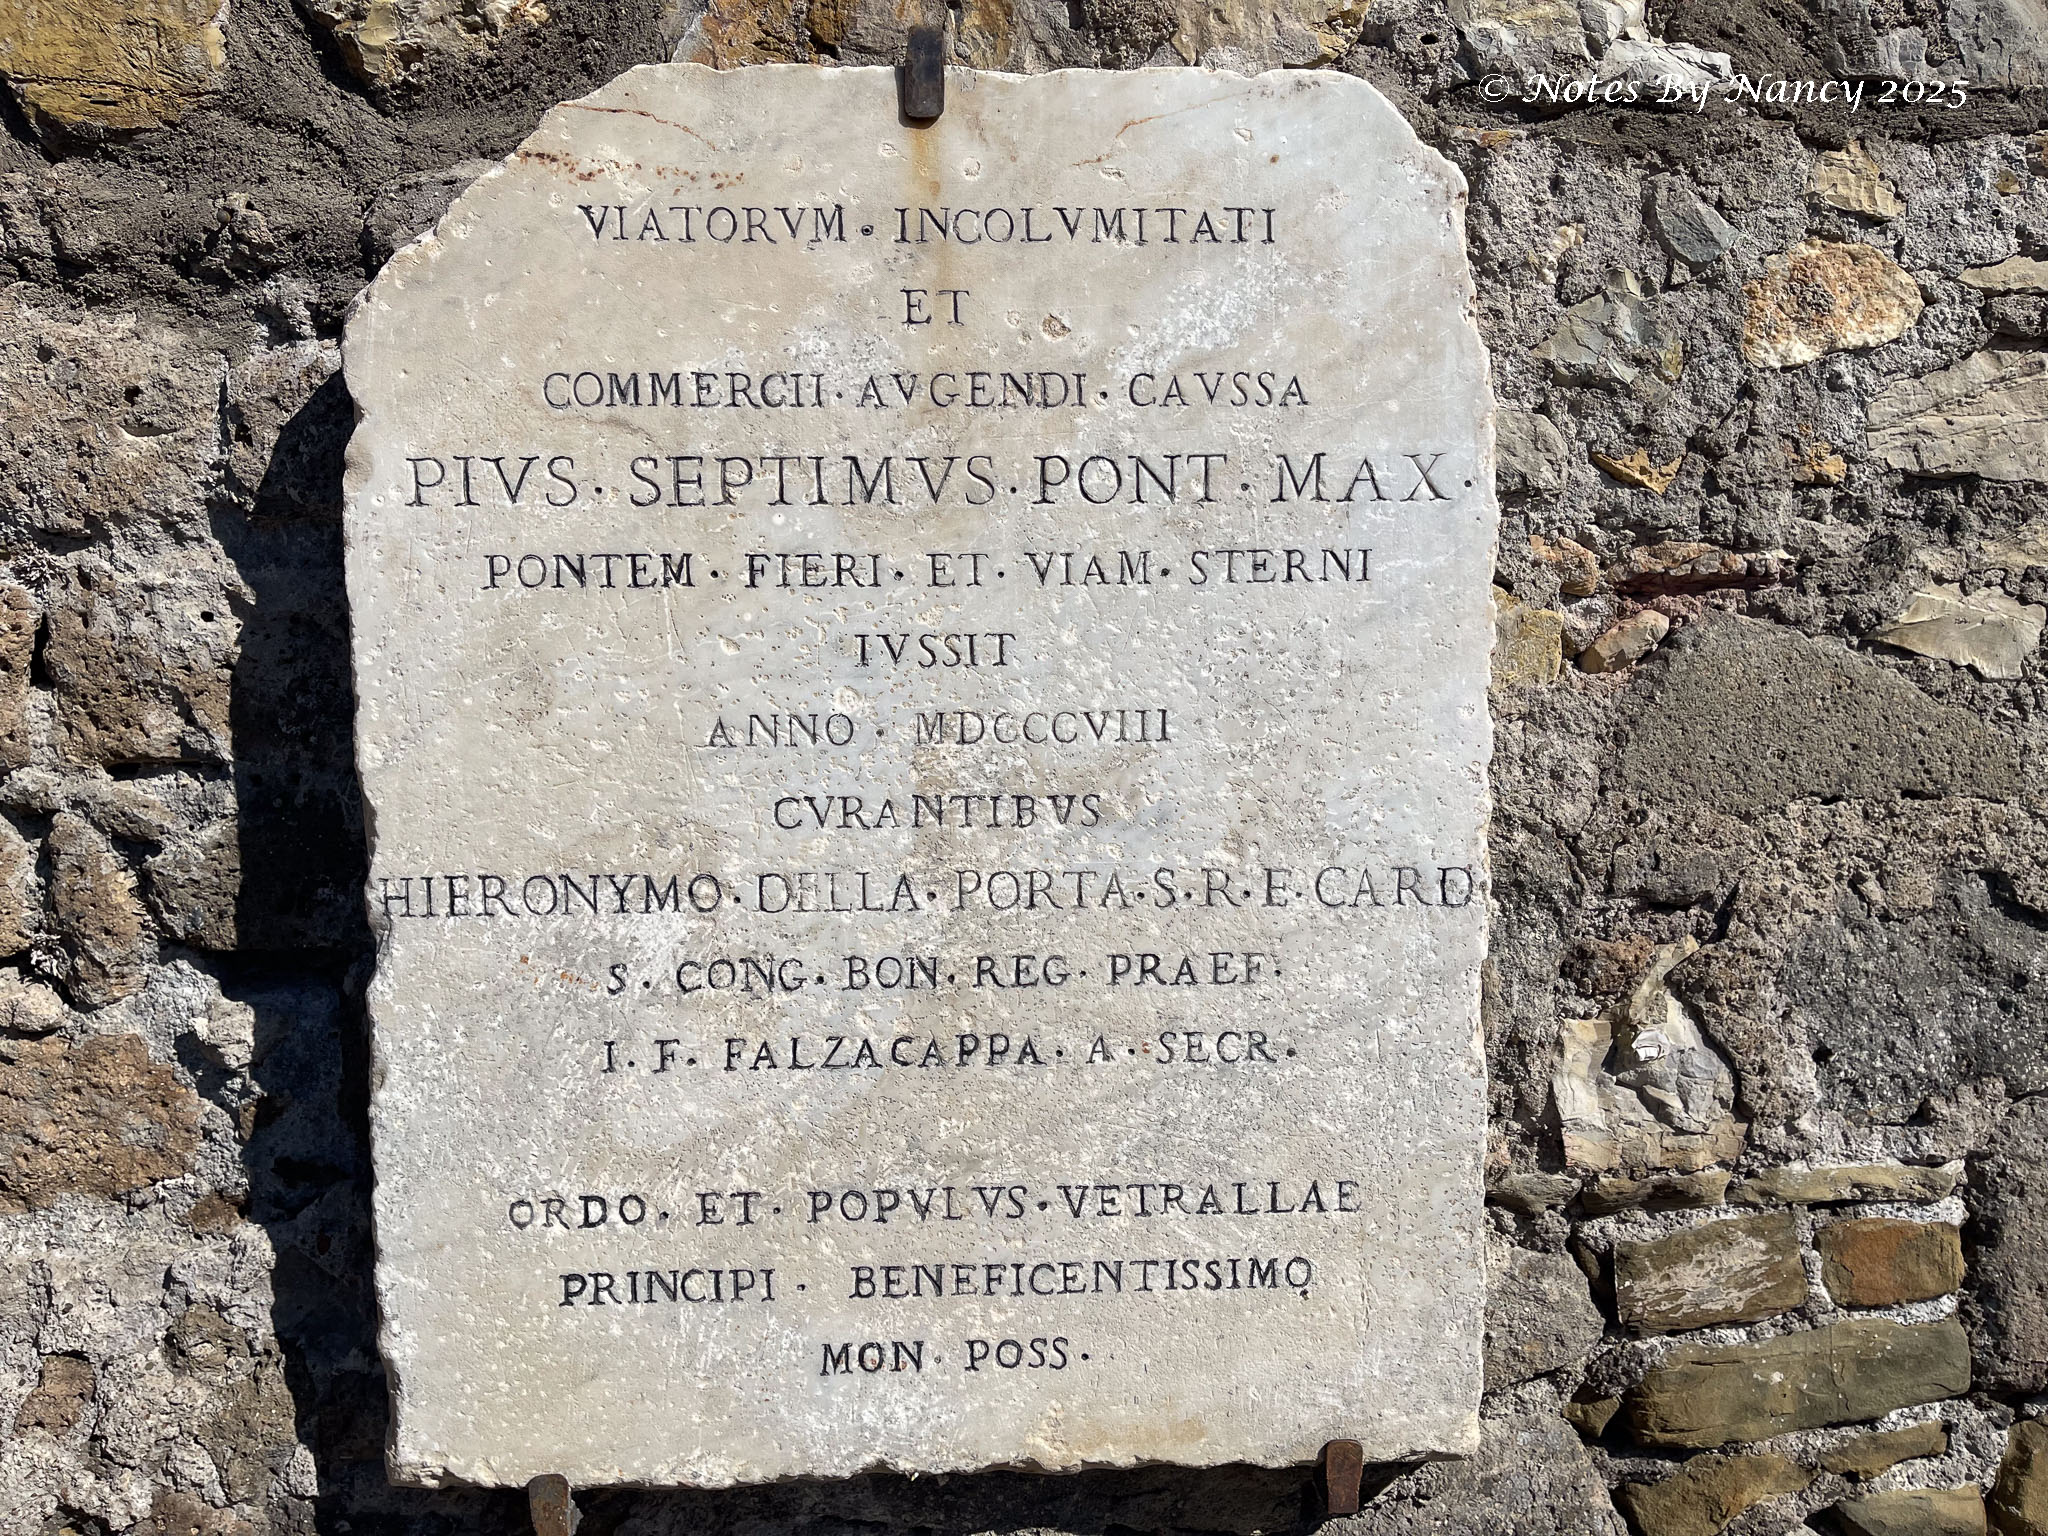 © Notes By Nancy 2025
VIATORVM · INCOLVMITATI
ET
COMMERCII · AVGENDI · CAVSSA
PIVS · SEPTIMVS · PONT · MAX ·
PONTEM · FIERI · ET · VIAM · STERNI
IVSSIT
ANNO · MDCCCVIII
CVRANTIBVS
HIERONYMO · DELLA · PORTA · S · R · E · CARD
S · CONG · BON · REG · PRAEF ·
I · F · FALZACAPPA · A · SECR ·
ORDO · ET · POPVLVS · VETRALLAE
PRINCIPI · BENEFICENTISSIMO
MON · POSS ·